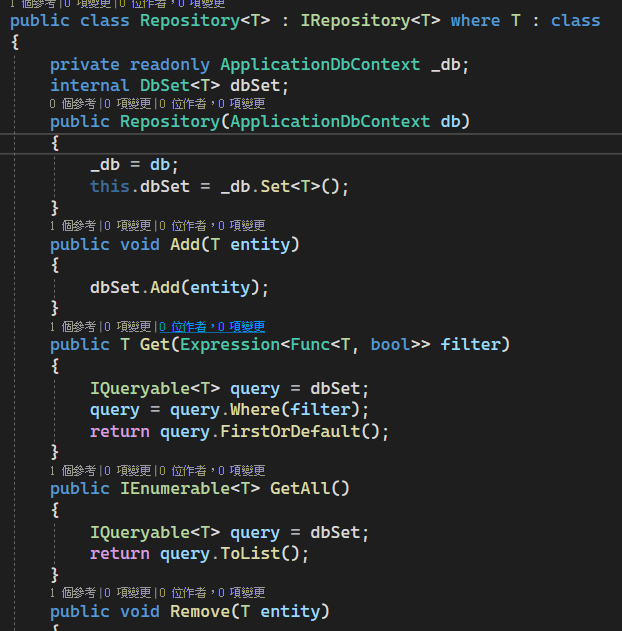 1 個參考|0 項變更|0 位作者，0 項變更
public class Repository<T> : IRepository<T> where T : class
{
private readonly ApplicationDbContext _db;
internal DbSet<T> dbSet;
0 個參考|0 項變更|0 位作者，0 項變更
public Repository(ApplicationDbContext db)
{
_db = db;
this.dbSet = _db.Set<T>();
}
1 個參考|0 項變更|0 位作者，0 項變更
public void Add(T entity)
{
dbSet.Add(entity);
}
1 個參考|0 項變更|0 位作者，0 項變更
public T Get(Expression<Func<T, bool>> filter)
{
IQueryable<T> query = dbSet;
query = query.Where(filter);
return query.FirstOrDefault();
}
1 個參考|0 項變更|0 位作者，0 項變更
public IEnumerable<T> GetAll()
{
IQueryable<T> query = dbSet;
return query.ToList();
}
1 個參考|0 項變更|0 位作者，0 項變更
public void Remove(T entity)
{